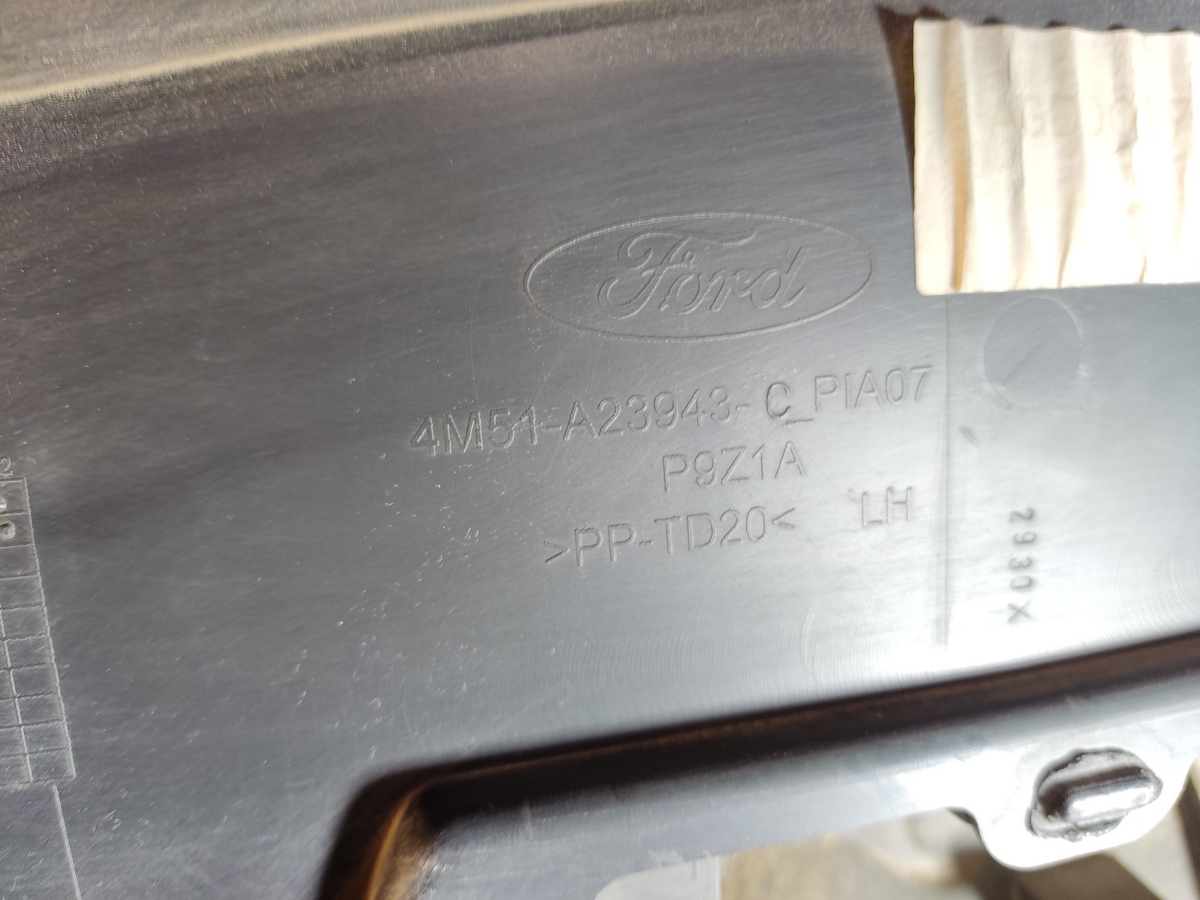 Ford
4M51-A23943-C_PIA07
P9Z1A
>PP-TD20< LH
2930X